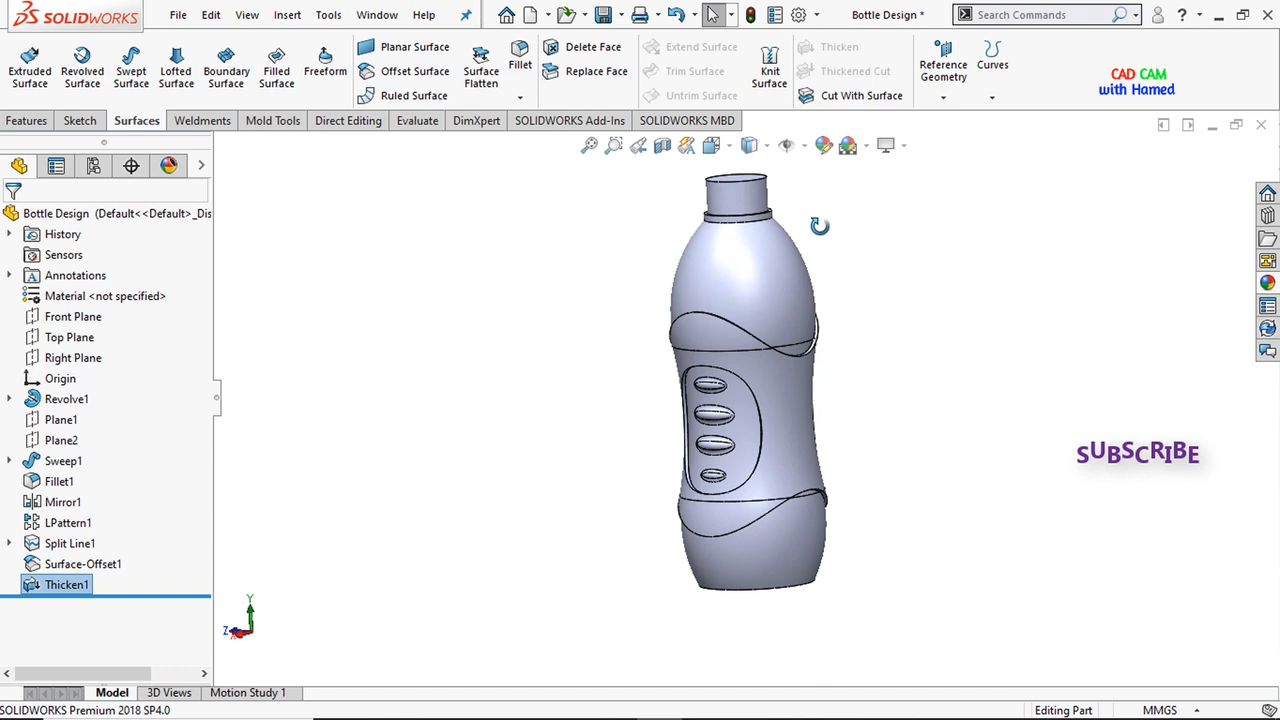 SOLIDWORKS
File Edit View Insert Tools Window Help
Bottle Design *
Search Commands
Extruded Surface
Revolved Surface
Swept Surface
Lofted Surface
Boundary Surface
Filled Surface
Freeform
Planar Surface
Offset Surface
Ruled Surface
Surface Flatten
Fillet
Delete Face
Replace Face
Extend Surface
Trim Surface
Untrim Surface
Knit Surface
Thicken
Thickened Cut
Cut With Surface
Reference Geometry
Curves
CAD CAM
with Hamed
Features Sketch Surfaces Weldments Mold Tools Direct Editing Evaluate DimXpert SOLIDWORKS Add-Ins SOLIDWORKS MBD
Bottle Design (Default<<Default>_Dis
History
Sensors
Annotations
Material <not specified>
Front Plane
Top Plane
Right Plane
Origin
Revolve1
Plane1
Plane2
Sweep1
Fillet1
Mirror1
LPattern1
Split Line1
Surface-Offset1
Thicken1
SUBSCRIBE
Y
Z
Model 3D Views Motion Study 1
SOLIDWORKS Premium 2018 SP4.0
Editing Part
MMGS